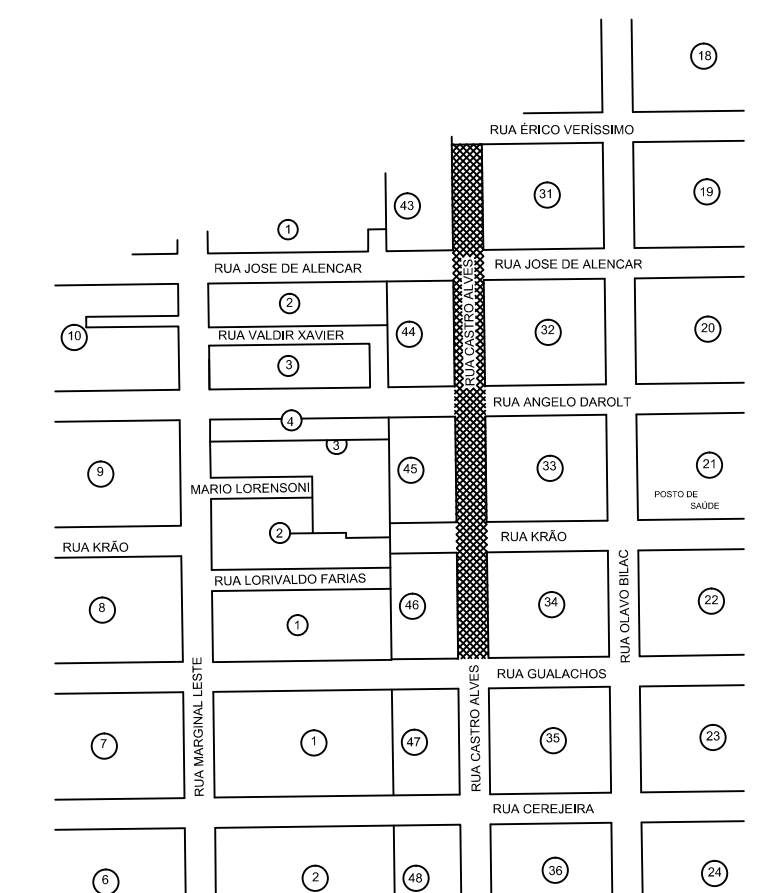 18
RUA ÉRICO VERÍSSIMO
31
19
43
1
RUA JOSE DE ALENCAR
RUA JOSE DE ALENCAR
RUA CASTRO ALVES
2
10
RUA VALDIR XAVIER
44
32
20
3
RUA ANGELO DAROLT
4
3
9
45
33
21
MARIO LORENSONI
POSTO DE
SAÚDE
2
RUA KRÃO
RUA KRÃO
RUA LORIVALDO FARIAS
8
46
34
RUA OLAVO BILAC
22
1
RUA GUALACHOS
RUA MARGINAL LESTE
RUA CASTRO ALVES
7
1
47
35
23
RUA CEREJEIRA
6
2
48
36
24